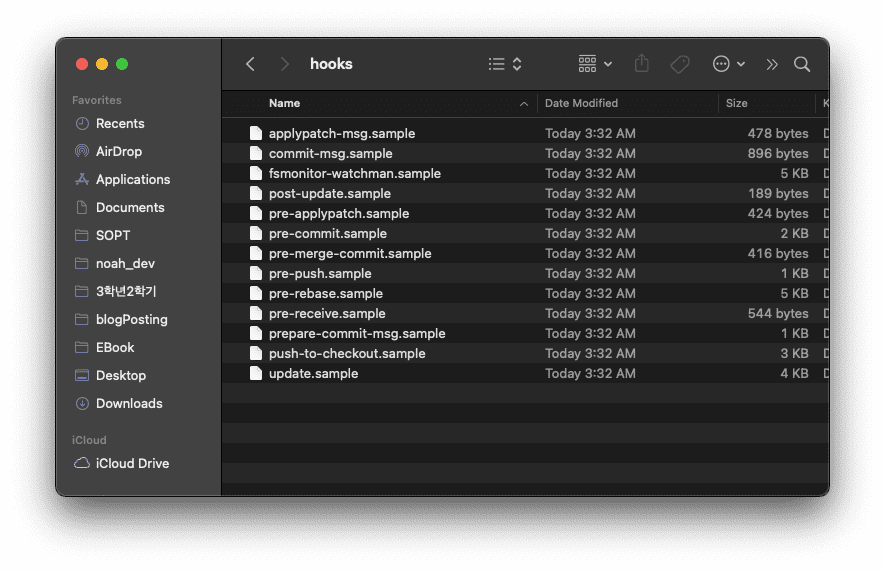 hooks
Favorites
Recents
AirDrop
Applications
Documents
SOPT
noah_dev
3학년2학기
blogPosting
EBook
Desktop
Downloads
iCloud
iCloud Drive
Name Date Modified Size K
applypatch-msg.sample Today 3:32 AM 478 bytes D
commit-msg.sample Today 3:32 AM 896 bytes D
fsmonitor-watchman.sample Today 3:32 AM 5 KB D
post-update.sample Today 3:32 AM 189 bytes D
pre-applypatch.sample Today 3:32 AM 424 bytes D
pre-commit.sample Today 3:32 AM 2 KB D
pre-merge-commit.sample Today 3:32 AM 416 bytes D
pre-push.sample Today 3:32 AM 1 KB D
pre-rebase.sample Today 3:32 AM 5 KB D
pre-receive.sample Today 3:32 AM 544 bytes D
prepare-commit-msg.sample Today 3:32 AM 1 KB D
push-to-checkout.sample Today 3:32 AM 3 KB D
update.sample Today 3:32 AM 4 KB D